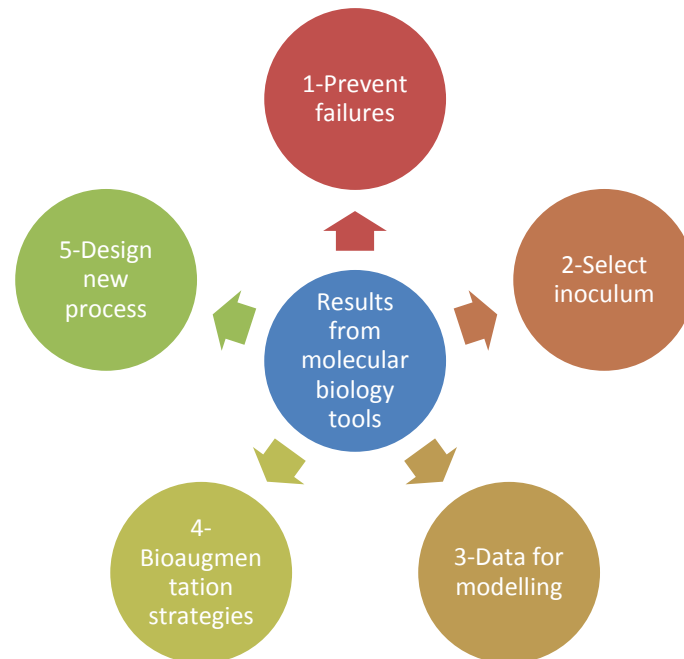 1-Prevent
failures
2-Select
inoculum
3-Data for
modelling
4-
Bioaugmen
tation
strategies
5-Design
new
process
Results
from
molecular
biology
tools